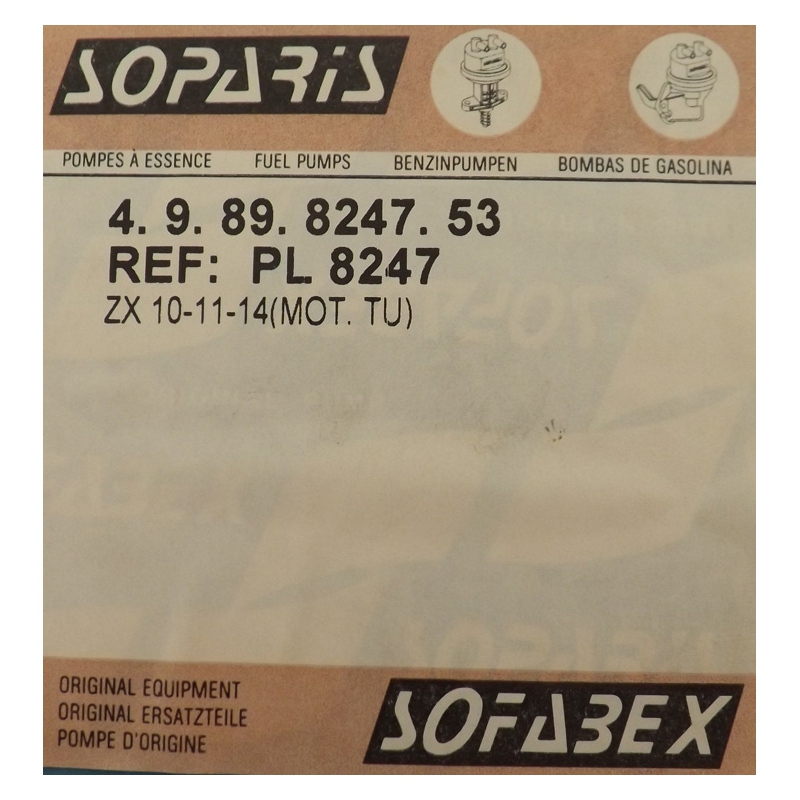 SOPARIS
POMPES À ESSENCE FUEL PUMPS BENZINPUMPEN BOMBAS DE GASOLINA
4. 9. 89. 8247. 53
REF: PL 8247
ZX 10-11-14(MOT. TU)
ORIGINAL EQUIPMENT
ORIGINAL ERSATZTEILE
POMPE D'ORIGINE
SOFABEX